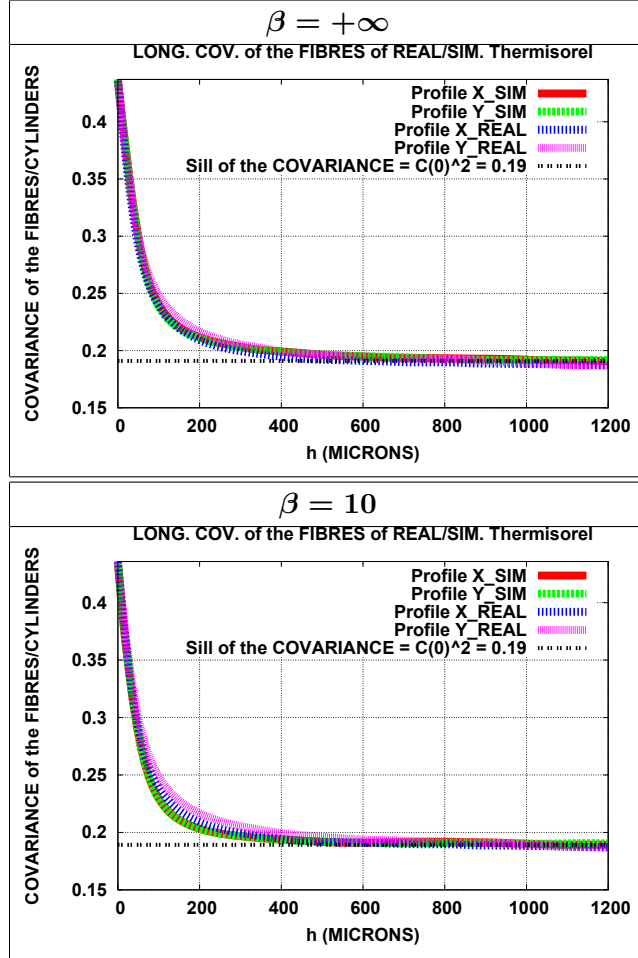 β = +∞
LONG. COV. of the FIBRES of REAL/SIM. Thermisorel
COVARIANCE of the FIBRES/CYLINDERS
Profile X_SIM
Profile Y_SIM
Profile X_REAL
Profile Y_REAL
Sill of the COVARIANCE = C(0)^2 = 0.19
0.4
0.35
0.3
0.25
0.2
0.15
0 200 400 600 800 1000 1200
h (MICRONS)
β = 10
LONG. COV. of the FIBRES of REAL/SIM. Thermisorel
COVARIANCE of the FIBRES/CYLINDERS
Profile X_SIM
Profile Y_SIM
Profile X_REAL
Profile Y_REAL
Sill of the COVARIANCE = C(0)^2 = 0.19
0.4
0.35
0.3
0.25
0.2
0.15
0 200 400 600 800 1000 1200
h (MICRONS)